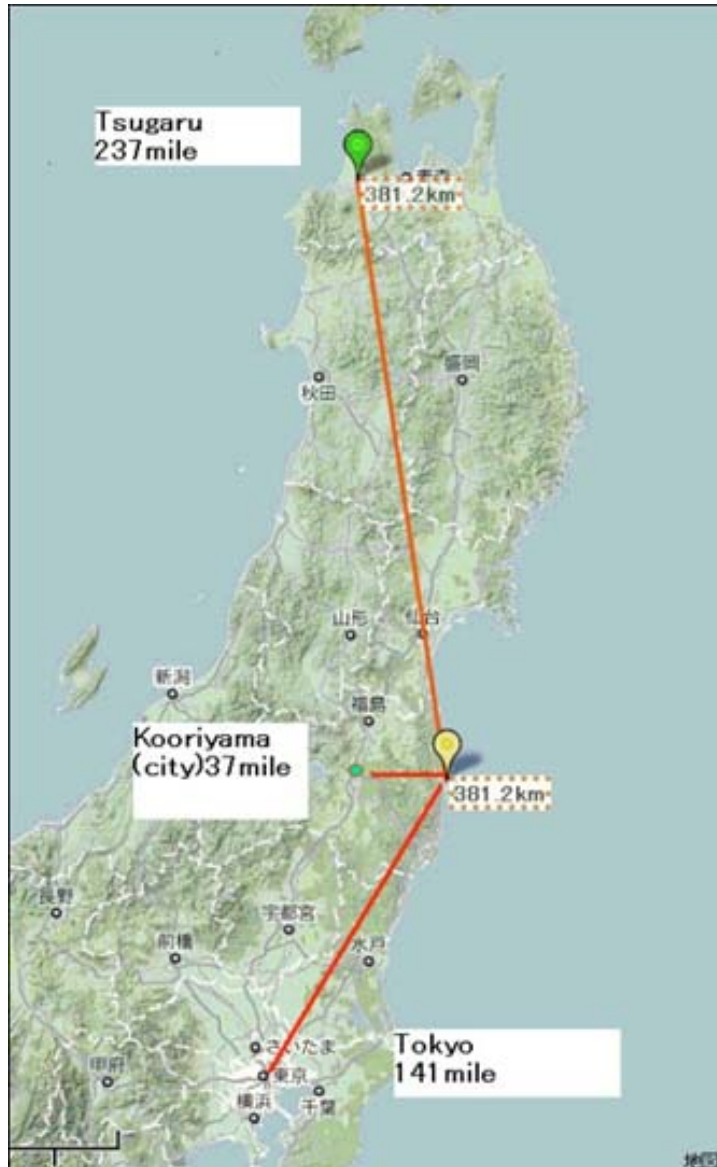 Tsugaru
237mile
381.2km
秋田
盛岡
山形
仙台
新潟
福島
Kooriyama
(city)37mile
381.2km
長野
宇都宮
前橋
水戸
さいたま
Tokyo
141mile
甲府
東京
千葉
横浜